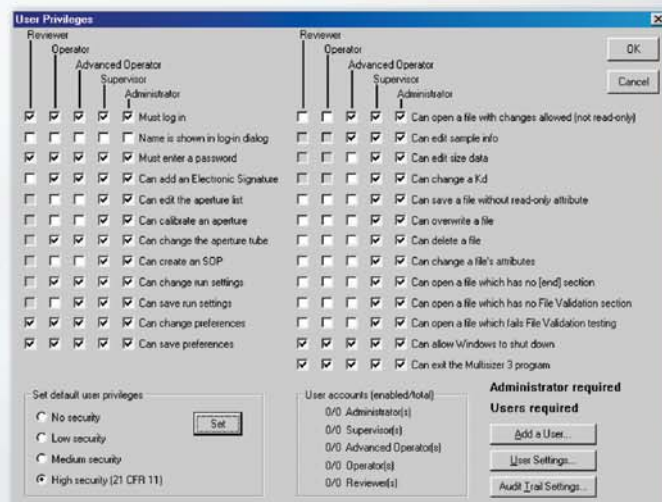 User Privileges
Reviewer
Operator
Advanced Operator
Supervisor
Administrator
Must log in
Name is shown in log-in dialog
Must enter a password
Can add an Electronic Signature
Can edit the aperture list
Can calibrate an aperture
Can change the aperture tube
Can create an SOP
Can change run settings
Can save run settings
Can change preferences
Can save preferences
Reviewer
Operator
Advanced Operator
Supervisor
Administrator
Can open a file with changes allowed (not read-only)
Can edit sample info
Can edit size data
Can change a Kd
Can save a file without read-only attribute
Can overwrite a file
Can delete a file
Can change a file's attributes
Can open a file which has no [end] section
Can open a file which has no File Validation section
Can open a file which fails File Validation testing
Can allow Windows to shut down
Can exit the Multisizer 3 program
OK
Cancel
Set default user privileges
No security
Low security
Medium security
High security (21 CFR 11)
Set
User accounts (enabled/total)
0/0 Administrator(s)
0/0 Supervisor(s)
0/0 Advanced Operator(s)
0/0 Operator(s)
0/0 Reviewer(s)
Administrator required
Users required
Add a User...
User Settings...
Audit Trail Settings...